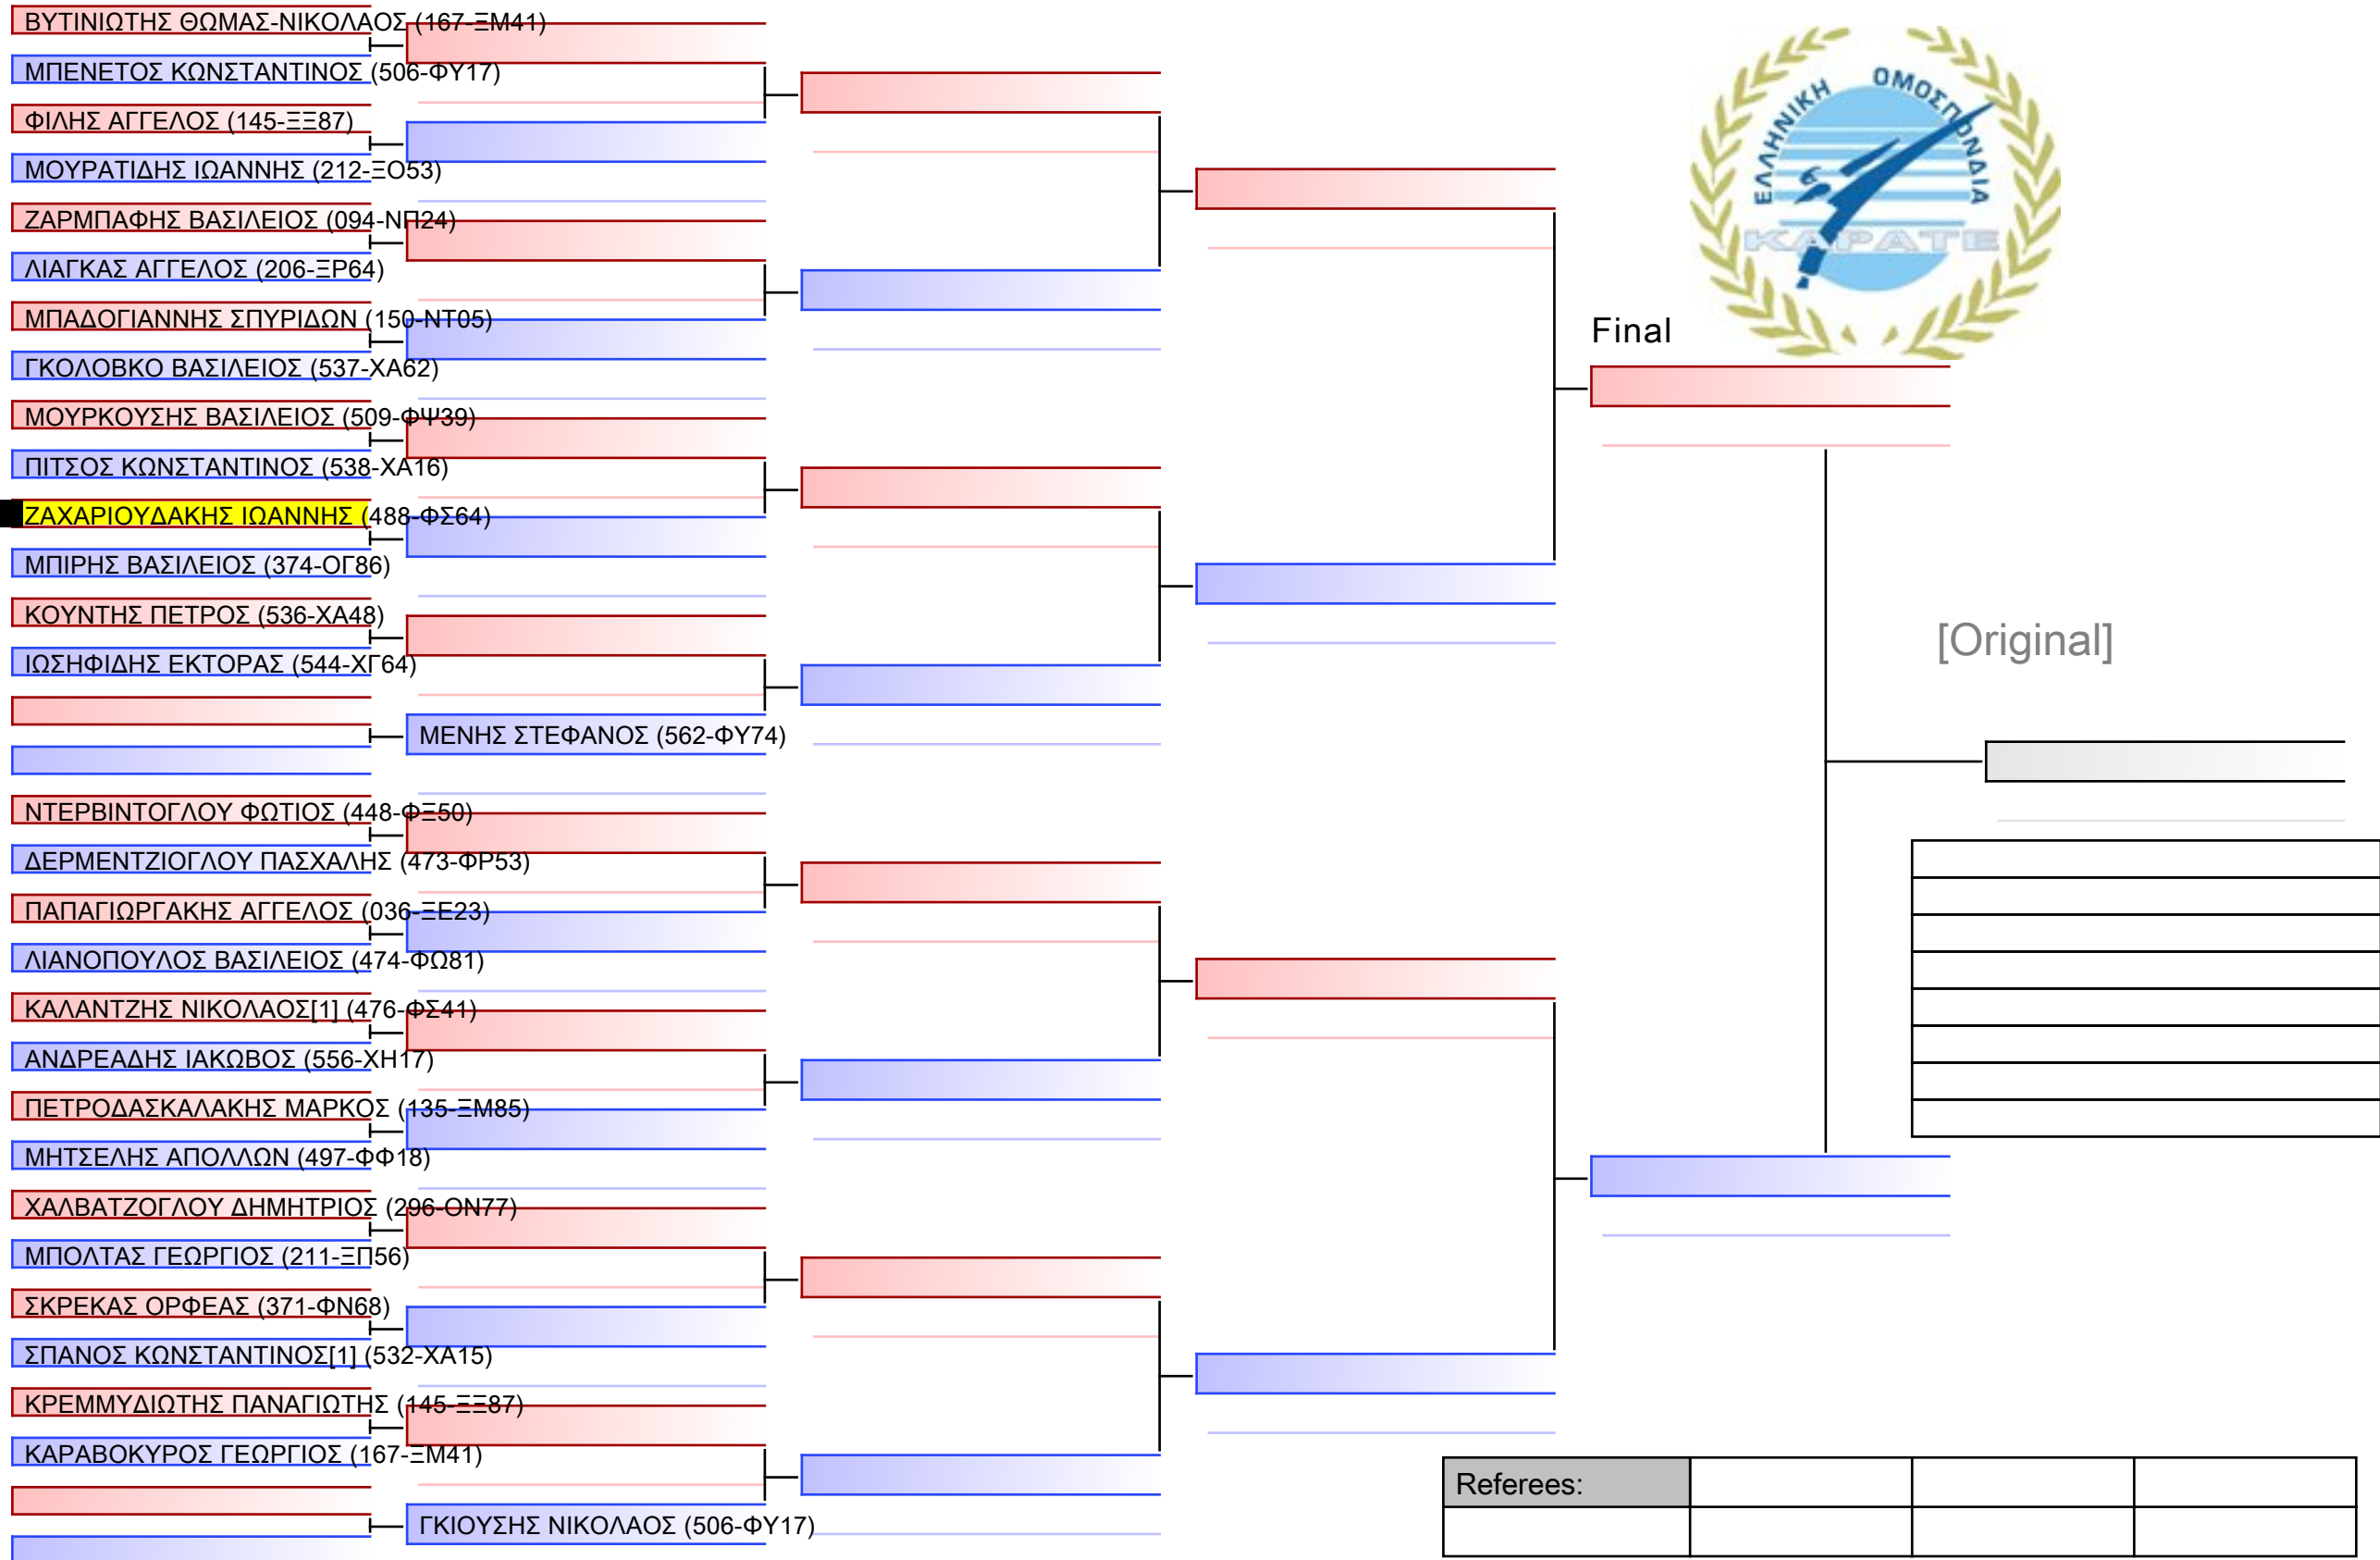 ΒΥΤΙΝΙΩΤΗΣ ΘΩΜΑΣ-ΝΙΚΟΛΑΟΣ (167-ΞΜ41)
ΜΠΕΝΕΤΟΣ ΚΩΝΣΤΑΝΤΙΝΟΣ (506-ΦΥ17)
ΦΙΛΗΣ ΑΓΓΕΛΟΣ (145-ΞΞ87)
ΜΟΥΡΑΤΙΔΗΣ ΙΩΑΝΝΗΣ (212-ΞΟ53)
ΖΑΡΜΠΑΦΗΣ ΒΑΣΙΛΕΙΟΣ (094-ΝΠ24)
ΛΙΑΓΚΑΣ ΑΓΓΕΛΟΣ (206-ΞΡ64)
ΜΠΑΔΟΓΙΑΝΝΗΣ ΣΠΥΡΙΔΩΝ (150-ΝΤ05)
ΓΚΟΛΟΒΚΟ ΒΑΣΙΛΕΙΟΣ (537-ΧΑ62)
ΜΟΥΡΚΟΥΣΗΣ ΒΑΣΙΛΕΙΟΣ (509-ΦΨ39)
ΠΙΤΣΟΣ ΚΩΝΣΤΑΝΤΙΝΟΣ (538-ΧΑ16)
ΖΑΧΑΡΙΟΥΔΑΚΗΣ ΙΩΑΝΝΗΣ (488-ΦΣ64)
ΜΠΙΡΗΣ ΒΑΣΙΛΕΙΟΣ (374-ΟΓ86)
ΚΟΥΝΤΗΣ ΠΕΤΡΟΣ (536-ΧΑ48)
ΙΩΣΗΦΙΔΗΣ ΕΚΤΟΡΑΣ (544-ΧΓ64)
ΜΕΝΗΣ ΣΤΕΦΑΝΟΣ (562-ΦΥ74)
ΝΤΕΡΒΙΝΤΟΓΛΟΥ ΦΩΤΙΟΣ (448-ΦΞ50)
ΔΕΡΜΕΝΤΖΙΟΓΛΟΥ ΠΑΣΧΑΛΗΣ (473-ΦΡ53)
ΠΑΠΑΓΙΩΡΓΑΚΗΣ ΑΓΓΕΛΟΣ (036-ΞΕ23)
ΛΙΑΝΟΠΟΥΛΟΣ ΒΑΣΙΛΕΙΟΣ (474-ΦΩ81)
ΚΑΛΑΝΤΖΗΣ ΝΙΚΟΛΑΟΣ[1] (476-ΦΣ41)
ΑΝΔΡΕΑΔΗΣ ΙΑΚΩΒΟΣ (556-ΧΗ17)
ΠΕΤΡΟΔΑΣΚΑΛΑΚΗΣ ΜΑΡΚΟΣ (135-ΞΜ85)
ΜΗΤΣΕΛΗΣ ΑΠΟΛΛΩΝ (497-ΦΦ18)
ΧΑΛΒΑΤΖΟΓΛΟΥ ΔΗΜΗΤΡΙΟΣ (296-ΟΝ77)
ΜΠΟΛΤΑΣ ΓΕΩΡΓΙΟΣ (211-ΞΠ56)
ΣΚΡΕΚΑΣ ΟΡΦΕΑΣ (371-ΦΝ68)
ΣΠΑΝΟΣ ΚΩΝΣΤΑΝΤΙΝΟΣ[1] (532-ΧΑ15)
ΚΡΕΜΜΥΔΙΩΤΗΣ ΠΑΝΑΓΙΩΤΗΣ (145-ΞΞ87)
ΚΑΡΑΒΟΚΥΡΟΣ ΓΕΩΡΓΙΟΣ (167-ΞΜ41)
ΓΚΙΟΥΣΗΣ ΝΙΚΟΛΑΟΣ (506-ΦΥ17)
ΕΛΛΗΝΙΚΗ ΟΜΟΣΠΟΝΔΙΑ
ΚΑΡΑΤΕ
Final
[Original]
Referees: